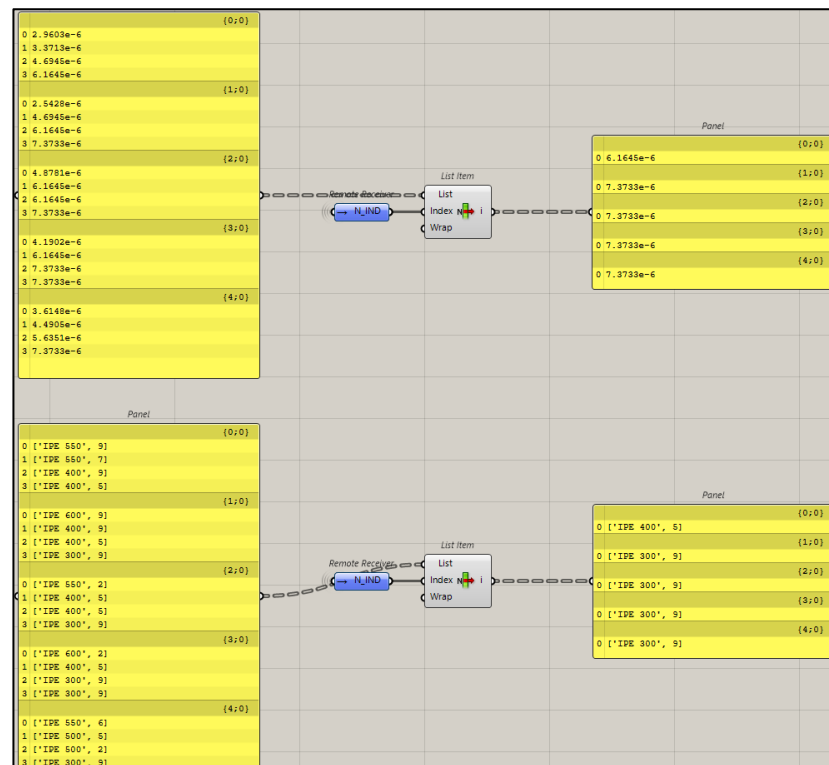 {0;0}
0 2.9603e-6
1 3.3713e-6
2 4.6945e-6
3 6.1645e-6
{1;0}
0 2.5428e-6
1 4.6945e-6
2 6.1645e-6
3 7.3733e-6
{2;0}
0 4.8781e-6
1 6.1645e-6
2 6.1645e-6
3 7.3733e-6
{3;0}
0 4.1902e-6
1 6.1645e-6
2 7.3733e-6
3 7.3733e-6
{4;0}
0 3.6148e-6
1 4.4905e-6
2 5.6351e-6
3 7.3733e-6
Remote Receiver
→ N_IND
List Item
List
Index N i
Wrap
Panel
{0;0}
0 6.1645e-6
{1;0}
0 7.3733e-6
{2;0}
0 7.3733e-6
{3;0}
0 7.3733e-6
{4;0}
0 7.3733e-6
Panel
{0;0}
0 ['IPE 550', 9]
1 ['IPE 550', 7]
2 ['IPE 400', 9]
3 ['IPE 400', 5]
{1;0}
0 ['IPE 600', 9]
1 ['IPE 400', 9]
2 ['IPE 400', 5]
3 ['IPE 300', 9]
{2;0}
0 ['IPE 550', 2]
1 ['IPE 400', 5]
2 ['IPE 400', 5]
3 ['IPE 300', 9]
{3;0}
0 ['IPE 600', 2]
1 ['IPE 400', 5]
2 ['IPE 300', 9]
3 ['IPE 300', 9]
{4;0}
0 ['IPE 550', 6]
1 ['IPE 500', 5]
2 ['IPE 500', 2]
3 ['IPE 300', 9]
Remote Receiver
→ N_IND
List Item
List
Index N i
Wrap
Panel
{0;0}
0 ['IPE 400', 5]
{1;0}
0 ['IPE 300', 9]
{2;0}
0 ['IPE 300', 9]
{3;0}
0 ['IPE 300', 9]
{4;0}
0 ['IPE 300', 9]